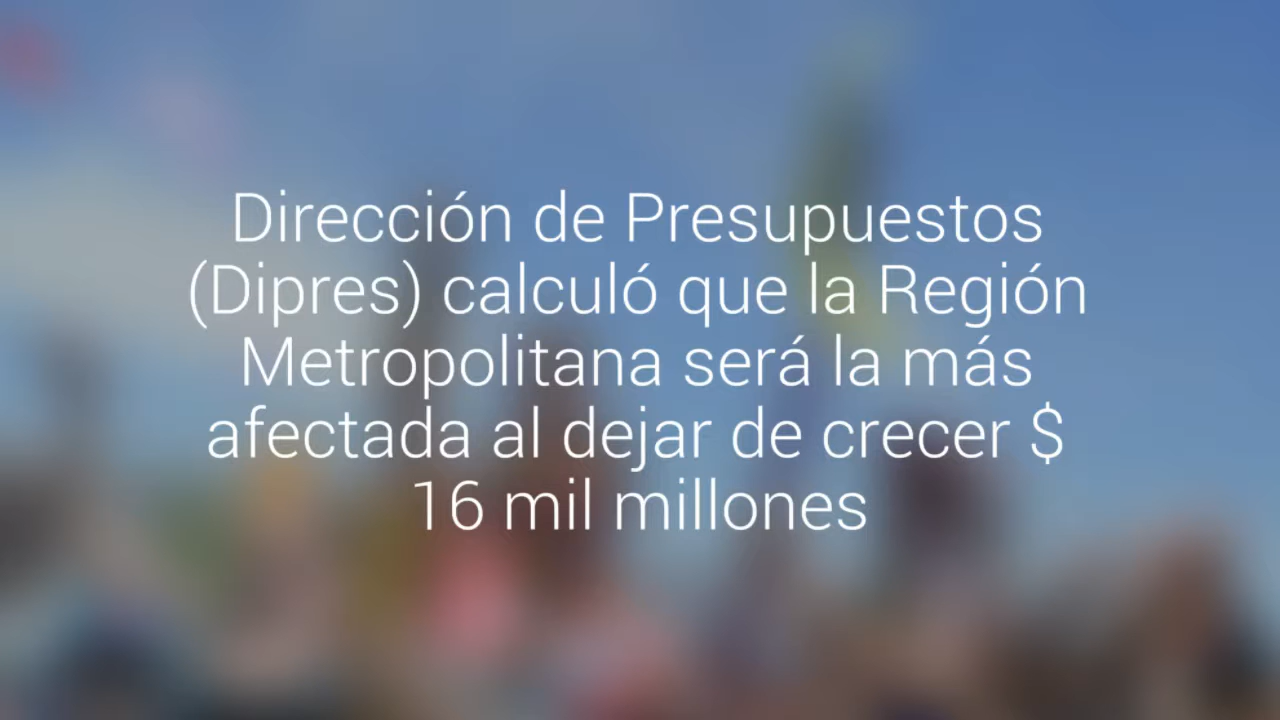 Dirección de Presupuestos
(Dipres) calculó que la Región
Metropolitana será la más
afectada al dejar de crecer $
16 mil millones